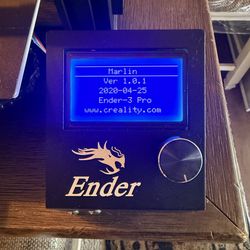 Marlin
Ver 1.0.1
2020-04-25
Ender-3 Pro
www.creality.com
Ender